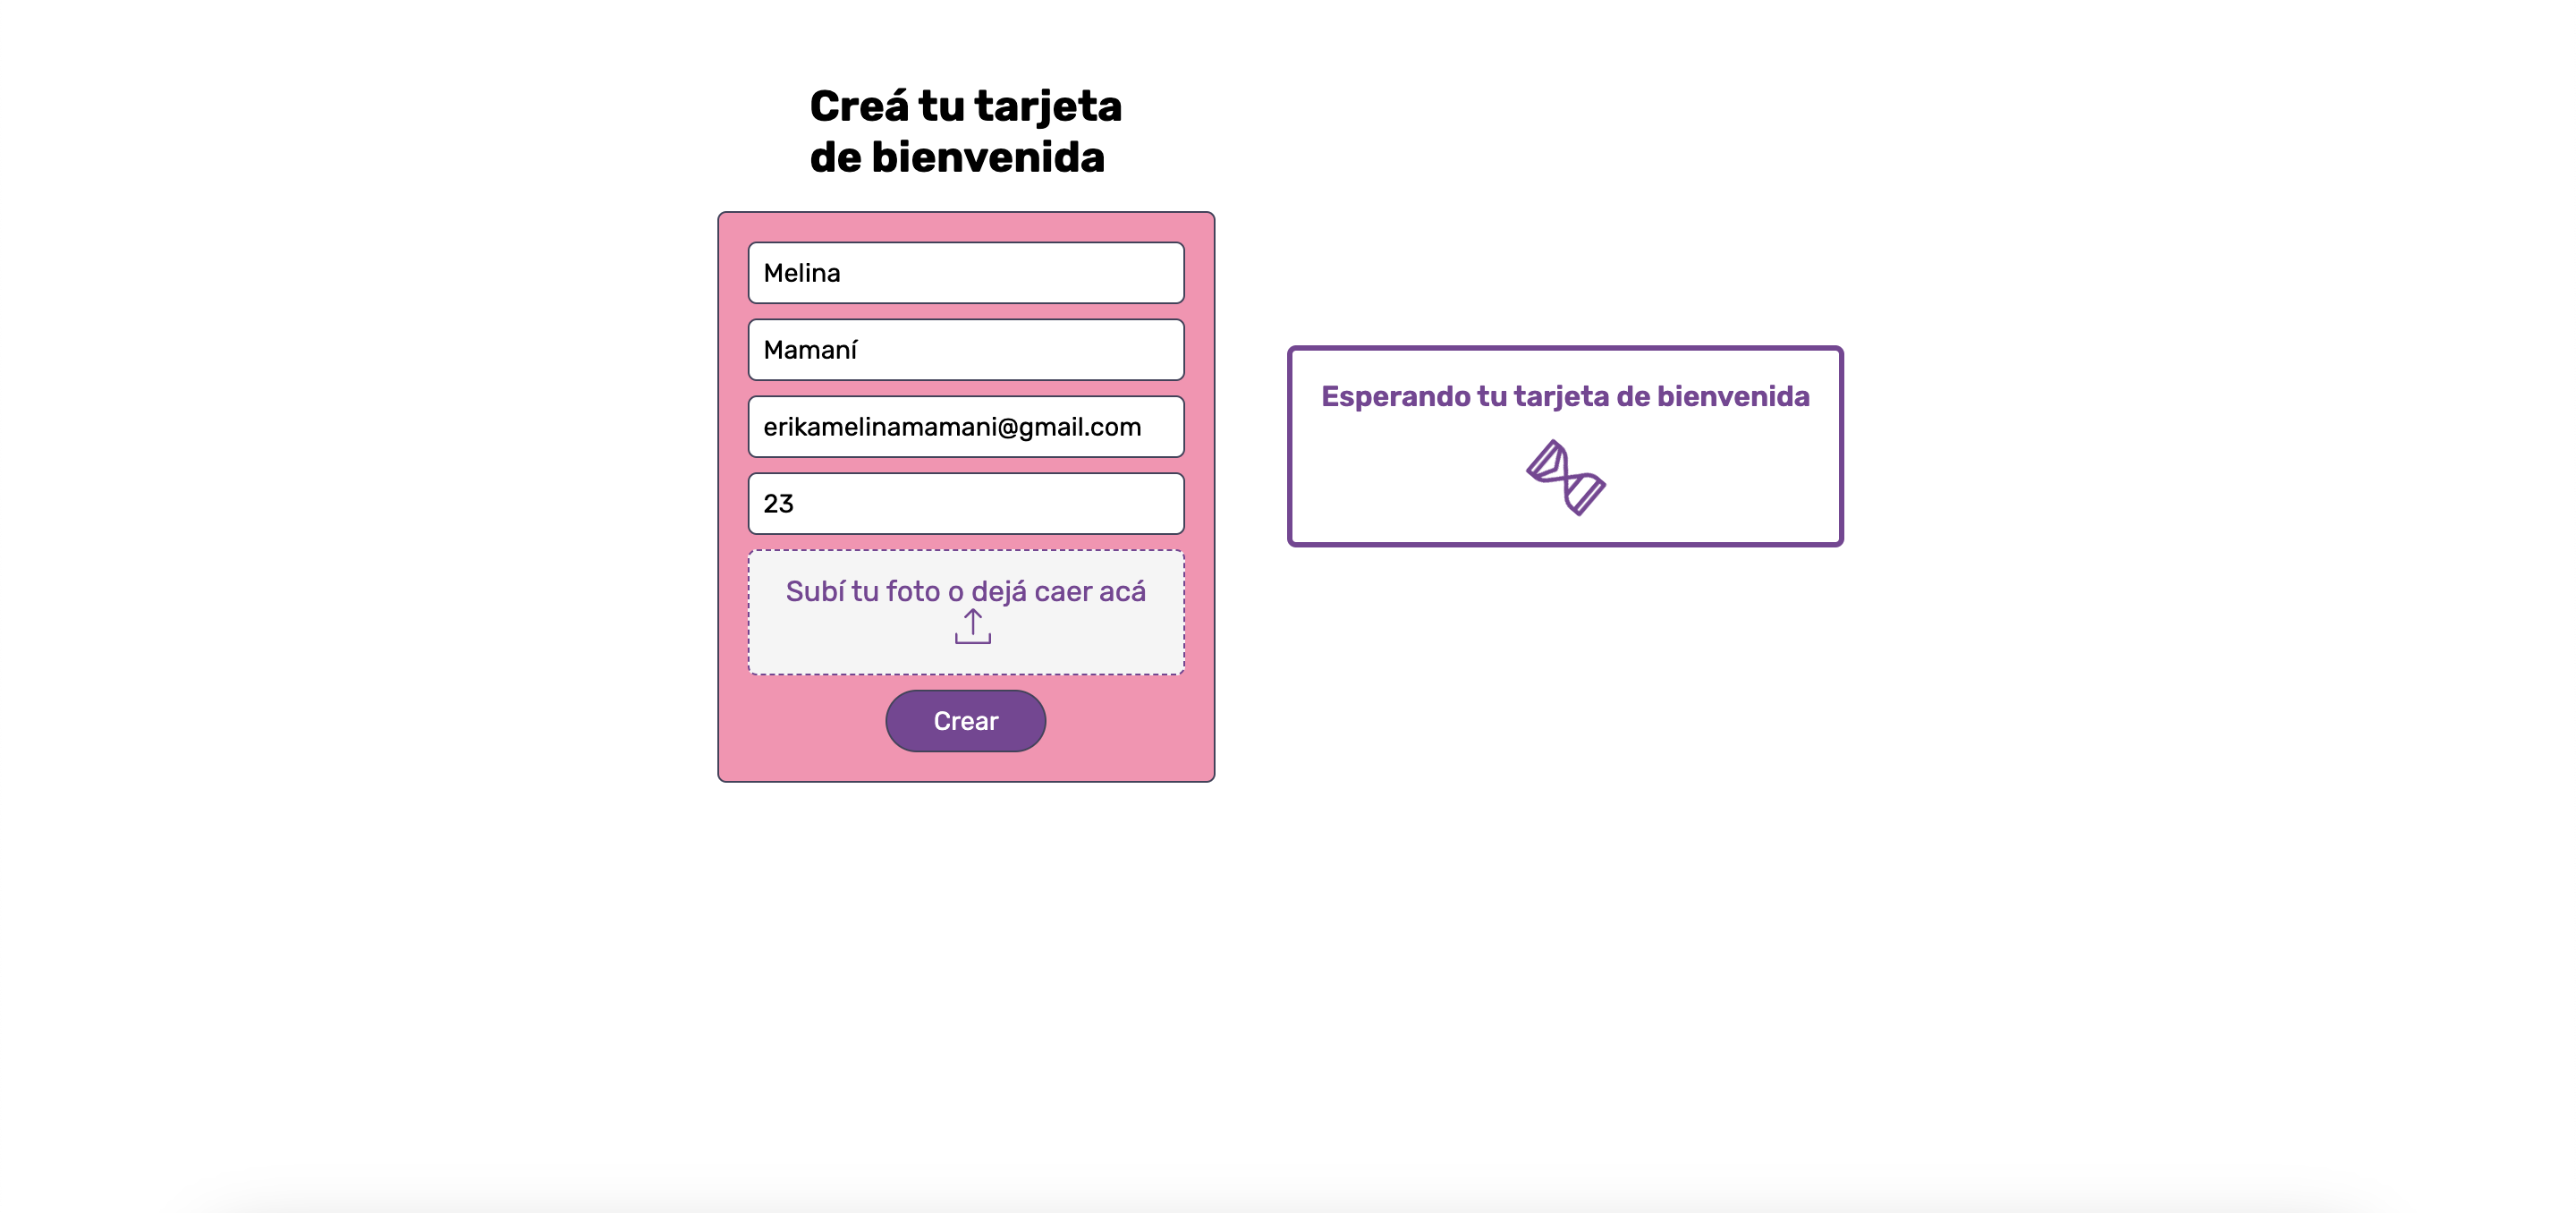 Creá tu tarjeta
de bienvenida
Melina
Mamaní
erikamelinamamani@gmail.com
23
Subí tu foto o dejá caer acá
Crear
Esperando tu tarjeta de bienvenida